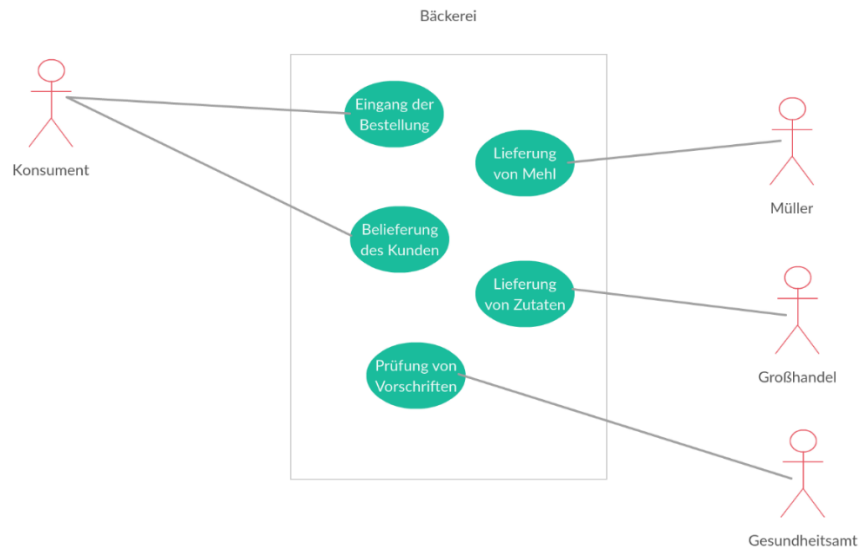 Bäckerei
Eingang der
Bestellung
Konsument
Lieferung
von Mehl
Müller
Belieferung
des Kunden
Lieferung
von Zutaten
Großhandel
Prüfung von
Vorschriften
Gesundheitsamt